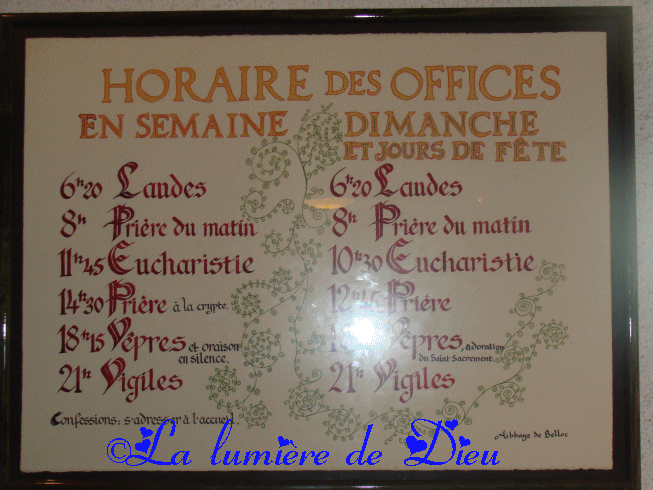 HORAIRE DES OFFICES
EN SEMAINE
6h20 Laudes
8h Prière du matin
11h45 Eucharistie
14h30 Prière à la crypte.
18h15 Vêpres et oraison
en silence.
21h Vigiles
Confessions: s'adresser à l'accueil.
DIMANCHE
ET JOURS DE FÊTE
6h20 Laudes
8h Prière du matin
10h30 Eucharistie
Prière
Vêpres, adoration
du Saint Sacrement.
21h Vigiles
Abbaye de Belloc
©La lumière de Dieu